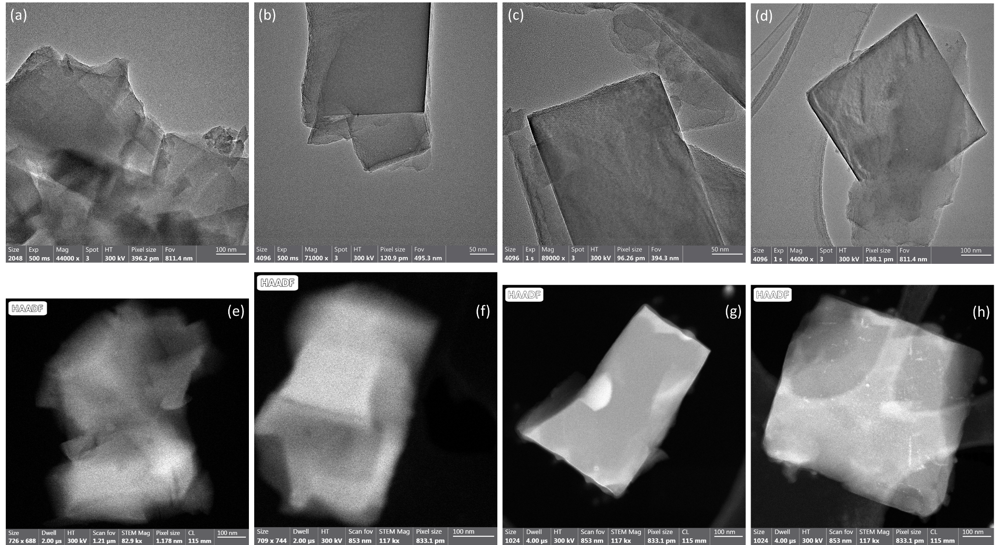 (a)
Size Exp Mag Spot HT Pixel size Fov 100 nm
2048 500 ms 44000 x 3 300 kV 396.2 pm 811.4 nm
(b)
Size Exp Mag Spot HT Pixel size Fov 50 nm
4096 500 ms 71000 x 3 300 kV 120.9 pm 495.3 nm
(c)
Size Exp Mag Spot HT Pixel size Fov 50 nm
4096 1 s 89000 x 3 300 kV 96.26 pm 394.3 nm
(d)
Size Exp Mag Spot HT Pixel size Fov 100 nm
4096 1 s 44000 x 3 300 kV 198.1 pm 811.4 nm
HAADF
(e)
Size Dwell HT Scan fov STEM Mag Pixel size CL 100 nm
726 x 688 2.00 µs 300 kV 1.21 µm 82.9 kx 1.178 nm 115 mm
HAADF
(f)
Size Dwell HT Scan fov STEM Mag Pixel size 100 nm
709 x 744 2.00 µs 300 kV 853 nm 117 kx 833.1 pm
HAADF
(g)
Size Dwell HT Scan fov STEM Mag Pixel size CL 100 nm
1024 4.00 µs 300 kV 853 nm 117 kx 833.1 pm 115 mm
HAADF
(h)
Size Dwell HT Scan fov STEM Mag Pixel size CL 100 nm
1024 4.00 µs 300 kV 853 nm 117 kx 833.1 pm 115 mm